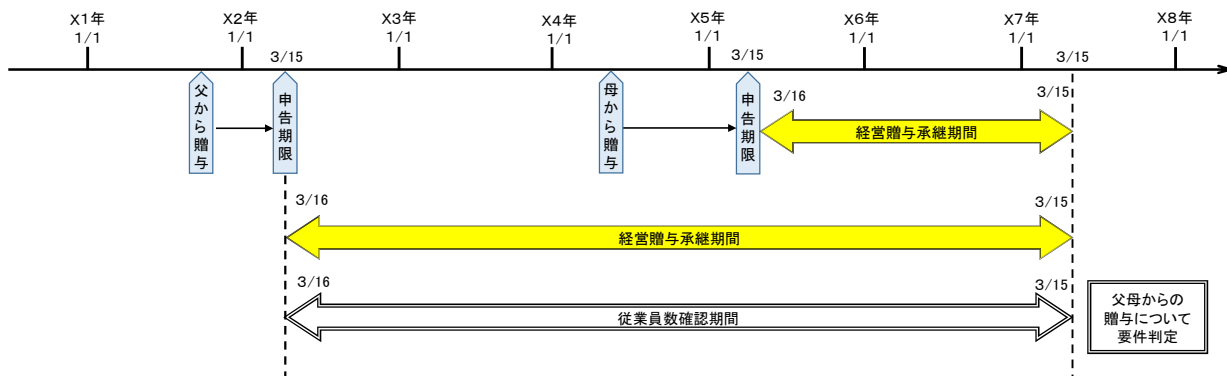 X1年
1/1
X2年
1/1
X3年
1/1
X4年
1/1
X5年
1/1
X6年
1/1
X7年
1/1
X8年
1/1
3/15
3/15
3/15
父から贈与
申告期限
母から贈与
申告期限
3/16
3/15
経営贈与承継期間
3/16
3/15
経営贈与承継期間
3/16
3/15
従業員数確認期間
父母からの
贈与について
要件判定